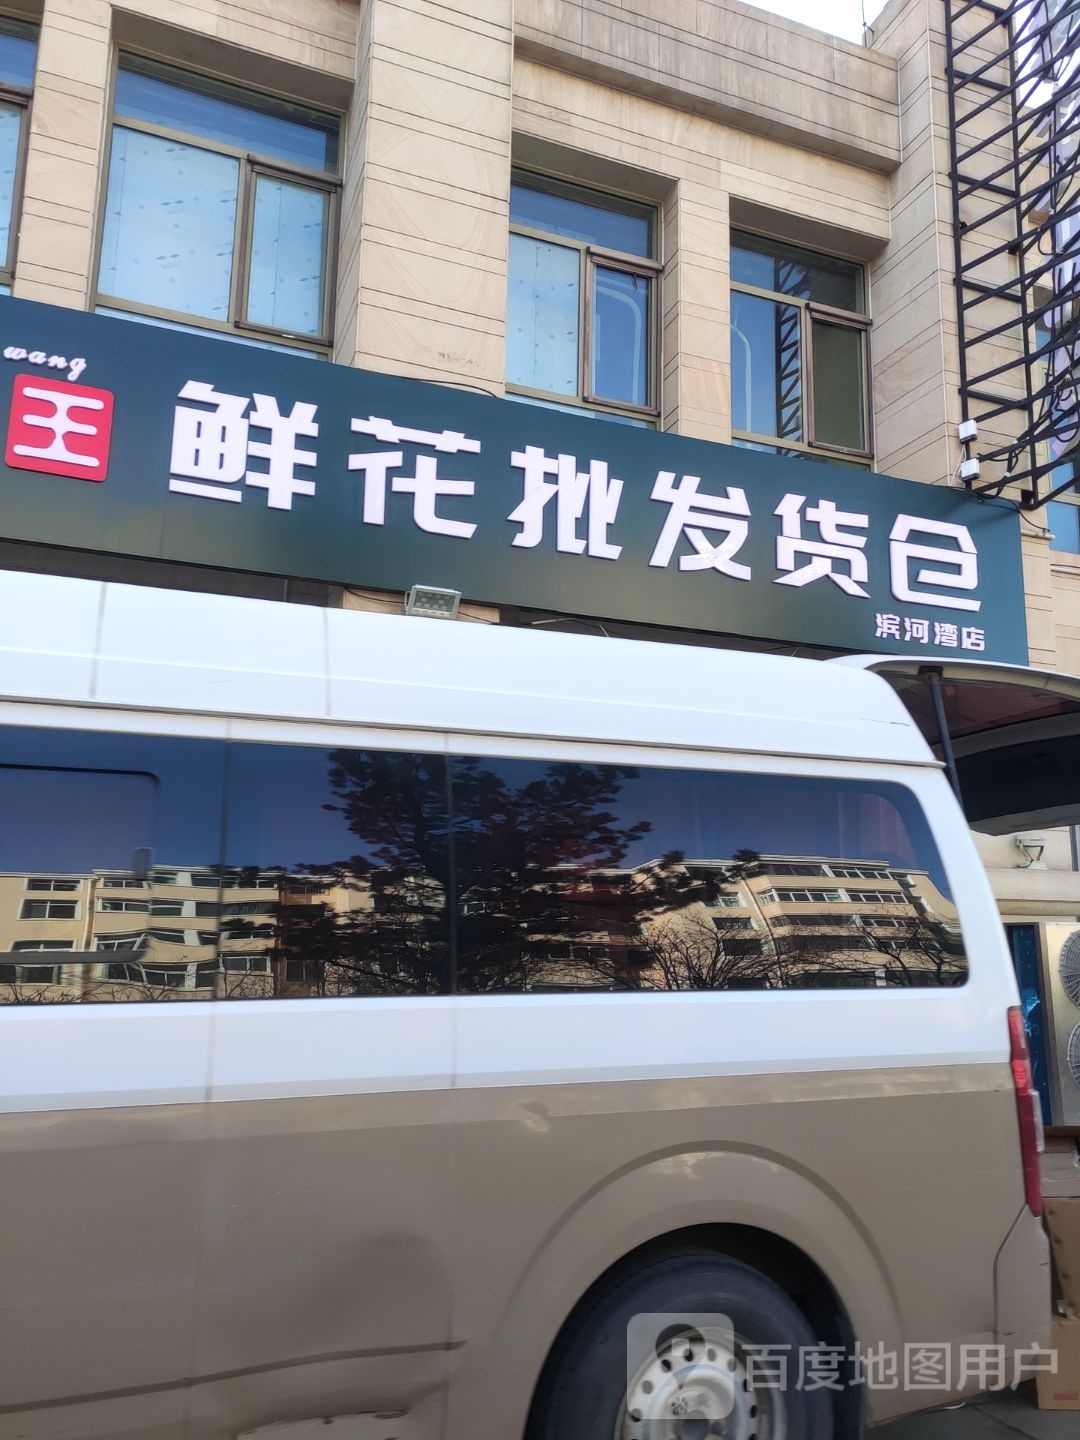 wang
王 鲜花批发货仓
滨河湾店
百度地图用户